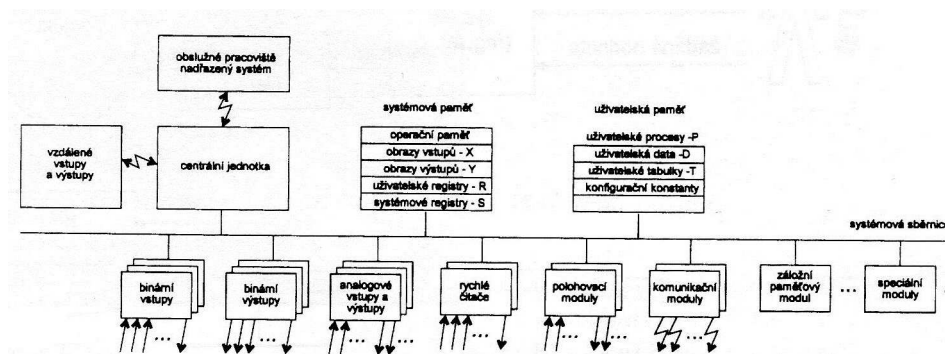 obslužné pracoviště
nadřazený systém
vzdálené
vstupy
a výstupy
centrální jednotka
systémová paměť
operační paměť
obrazy vstupů - X
obrazy výstupů - Y
uživatelské registry - R
systémové registry - S
uživatelská paměť
uživatelské procesy -P
uživatelská data -D
uživatelské tabulky -T
konfigurační konstanty
systémová sběrnice
binární
vstupy
binární
výstupy
analogové
vstupy a
výstupy
rychlé
čítače
polohovací
moduly
komunikační
moduly
záložní
paměťový
modul
...
speciální
moduly
...
...
...
...
...
...
...